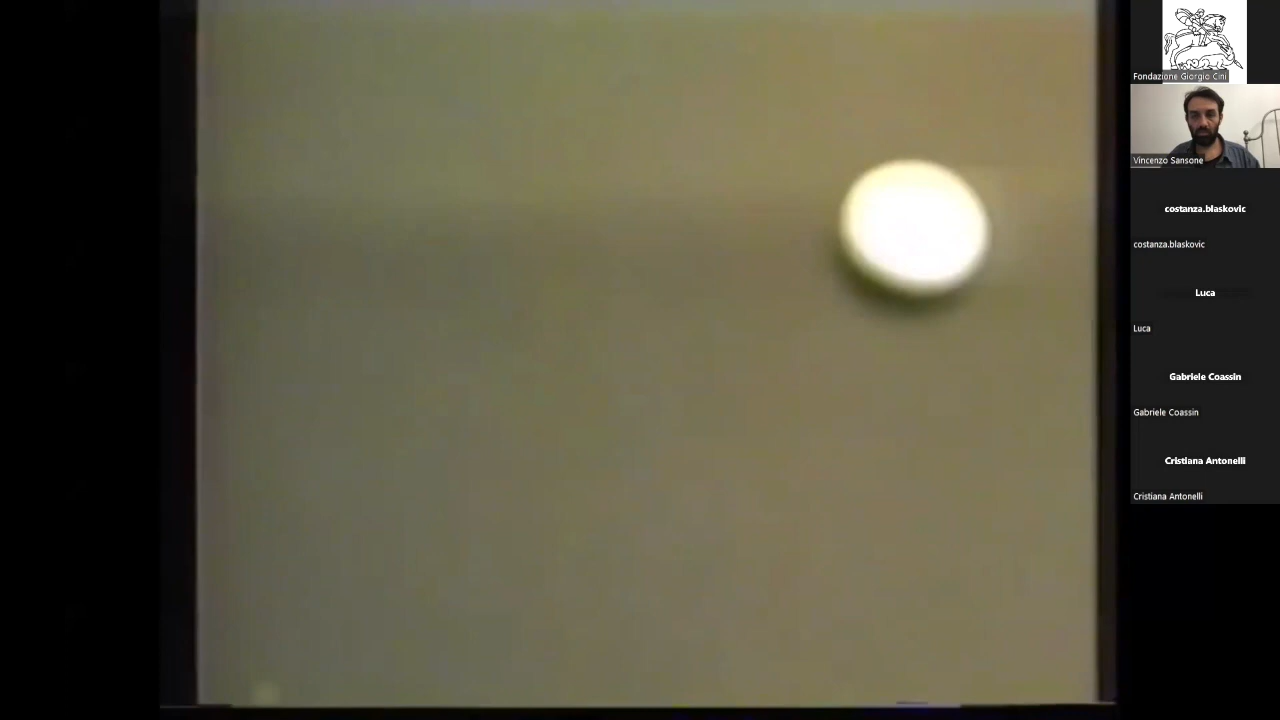 Fondazione Giorgio Cini
Vincenzo Sansone
costanza.blaskovic
costanza.blaskovic
Luca
Luca
Gabriele Coassin
Gabriele Coassin
Cristiana Antonelli
Cristiana Antonelli